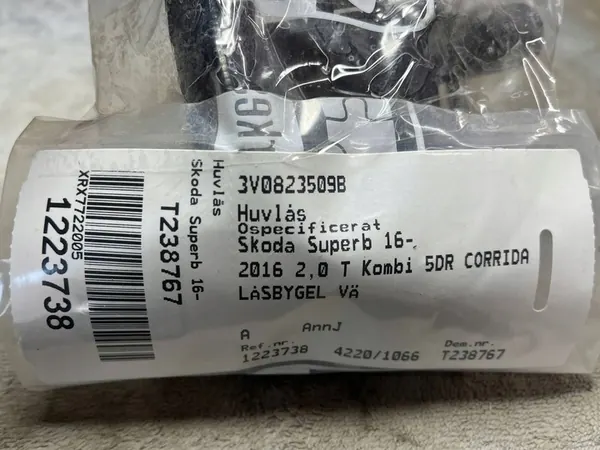 3V0823509B
Huvlås
Ospecificerat
Skoda Superb 16-
2016 2,0 T Kombi 5DR CORRIDA
LÅSBYGEL VÄ
A AnnJ
Ref.nr. Dem.nr.
1223738 4220/1066 T238767
Huvlås
Skoda Superb 16-
T238767
XRX7722005
1223738